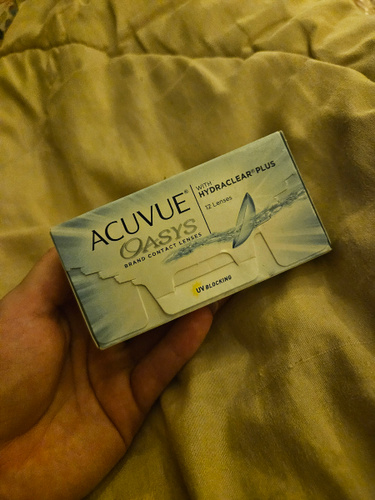 ACUVUE®
OASYS
BRAND CONTACT LENSES
WITH
HYDRACLEAR® PLUS
12 Lenses
UV BLOCKING